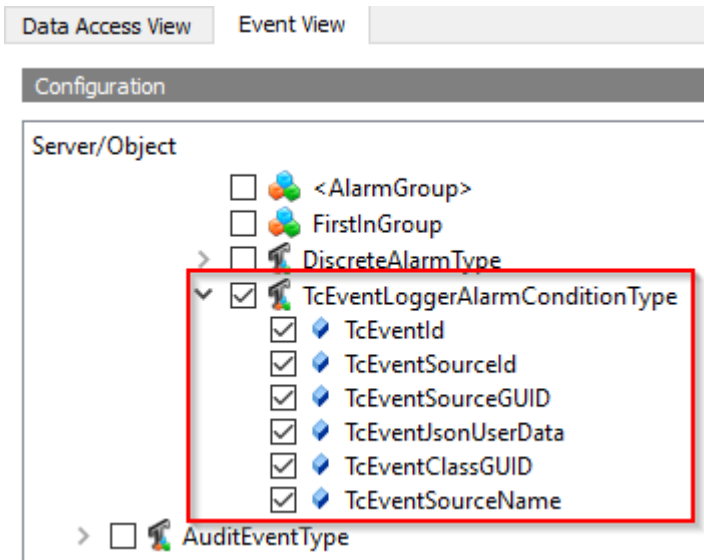 Data Access View Event View
Configuration
Server/Object
<AlarmGroup>
FirstInGroup
DiscreteAlarmType
TcEventLoggerAlarmConditionType
TcEventId
TcEventSourceId
TcEventSourceGUID
TcEventJsonUserData
TcEventClassGUID
TcEventSourceName
AuditEventType